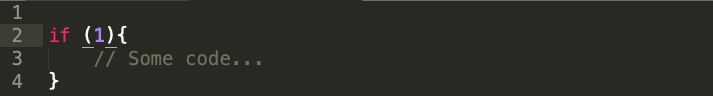 1
2 if (1){
3     // Some code...
4 }